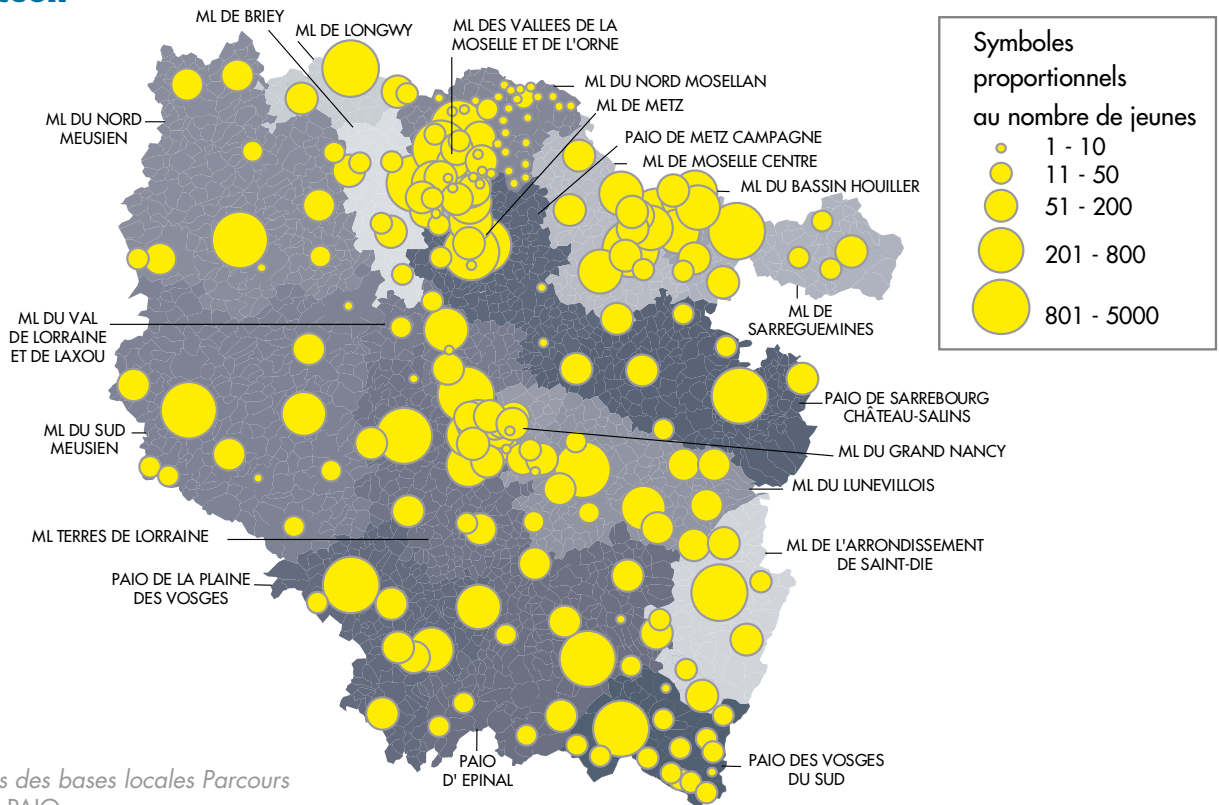 ML DE BRIEY
ML DE LONGWY
ML DES VALLEES DE LA
MOSELLE ET DE L'ORNE
ML DU NORD MOSELLAN
ML DE METZ
ML DU NORD
MEUSIEN
PAIO DE METZ CAMPAGNE
ML DE MOSELLE CENTRE
ML DU BASSIN HOUILLER
Symboles
proportionnels
au nombre de jeunes
1 - 10
11 - 50
51 - 200
201 - 800
801 - 5000
ML DU VAL
DE LORRAINE
ET DE LAXOU
ML DE
SARREGUEMINES
PAIO DE SARREBOURG
CHÂTEAU-SALINS
ML DU SUD
MEUSIEN
ML DU GRAND NANCY
ML DU LUNEVILLOIS
ML TERRES DE LORRAINE
ML DE L'ARRONDISSEMENT
DE SAINT-DIE
PAIO DE LA PLAINE
DES VOSGES
PAIO
D' EPINAL
PAIO DES VOSGES
DU SUD
des bases locales Parcours